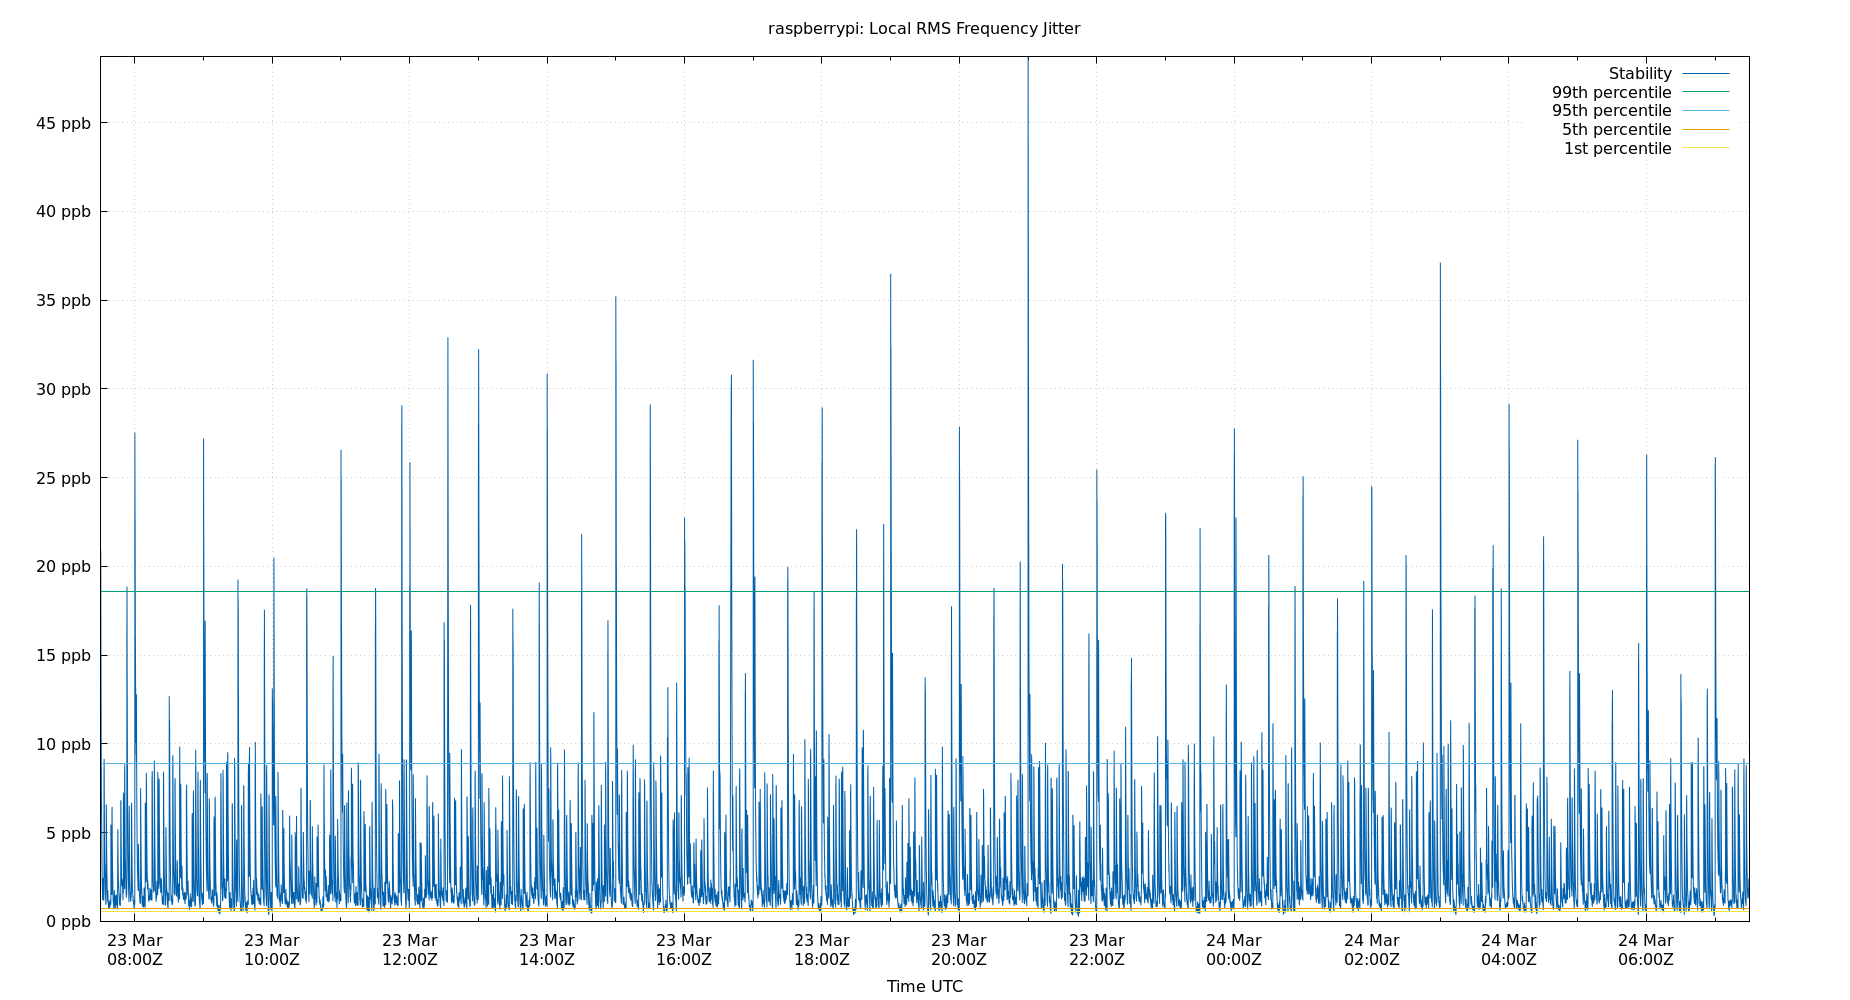 raspberrypi: Local RMS Frequency Jitter
Stability
99th percentile
95th percentile
5th percentile
1st percentile
45 ppb
40 ppb
35 ppb
30 ppb
25 ppb
20 ppb
15 ppb
10 ppb
5 ppb
0 ppb
23 Mar 23 Mar 23 Mar 23 Mar 23 Mar 23 Mar 23 Mar 23 Mar 24 Mar 24 Mar 24 Mar 24 Mar
08:00Z 10:00Z 12:00Z 14:00Z 16:00Z 18:00Z 20:00Z 22:00Z 00:00Z 02:00Z 04:00Z 06:00Z
Time UTC